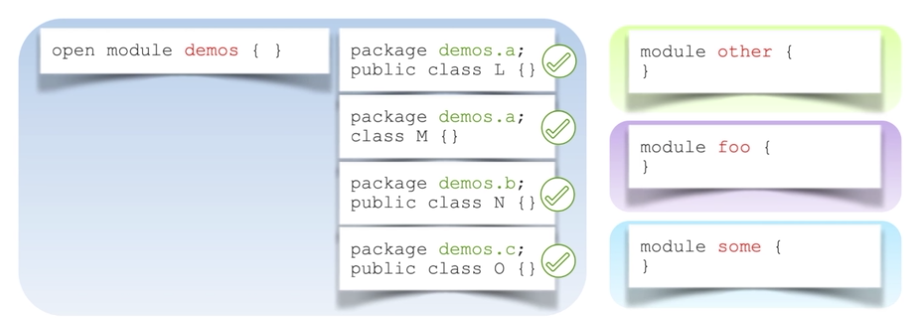 open module demos { }
package demos.a;
public class L {}
package demos.a;
class M {}
package demos.b;
public class N {}
package demos.c;
public class O {}
module other {
}
module foo {
}
module some {
}